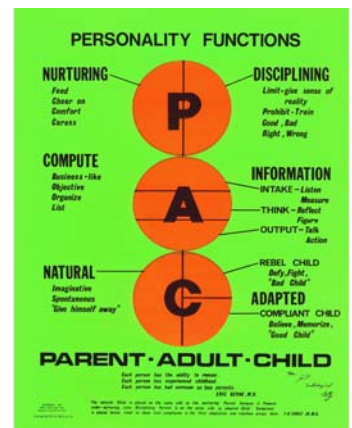 PERSONALITY FUNCTIONS
NURTURING
Feed
Cheer on
Comfort
Caress
DISCIPLINING
Limit-give sense of
reality
Prohibit-Train
Good, Bad
Right, Wrong
P
COMPUTE
Business-like
Objective
Organize
List
A
INFORMATION
INTAKE-Listen
Measure
THINK-Reflect
Figure
OUTPUT-Talk
Action
NATURAL
Imaginative
Spontaneous
"Give himself away"
C
REBEL CHILD
Defy, Fight,
"Bad Child"
ADAPTED
COMPLIANT CHILD
Believe, Memorize,
"Good Child"
PARENT·ADULT·CHILD
Each person has the ability to reason
Each person has experienced childhood
Each person has had someone as his parents
ERIC BERNE M.D.